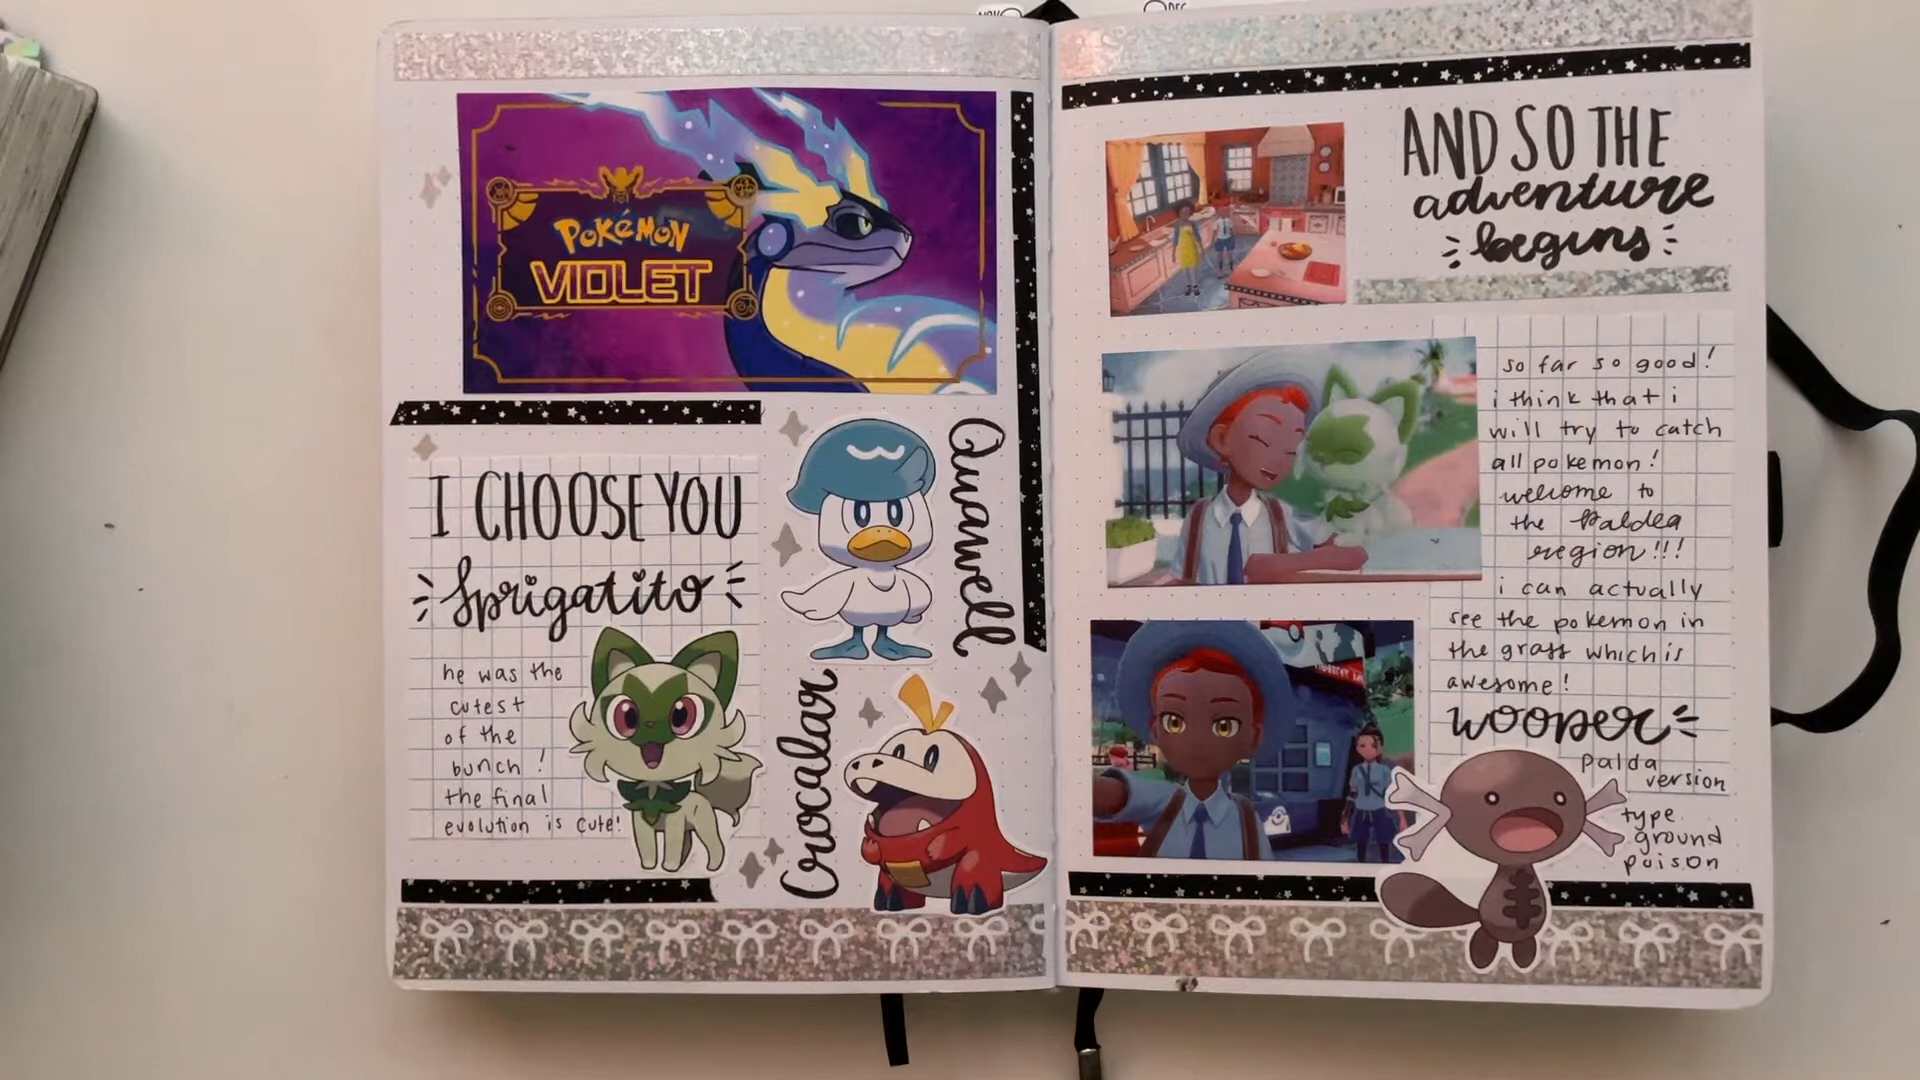 DEC
POKÉMON
VIOLET
I CHOOSE YOU
Sprigatito
he was the
cutest
of the
bunch !
the final
evolution is cute!
Quaxwell
Crocalar
AND SO THE
adventure
begins
so far so good!
i think that i
will try to catch
all pokemon!
welcome to
the Paldea
region!!!
i can actually
see the pokemon in
the grass which is
awesome!
wooper
palda
version
type
ground
poison